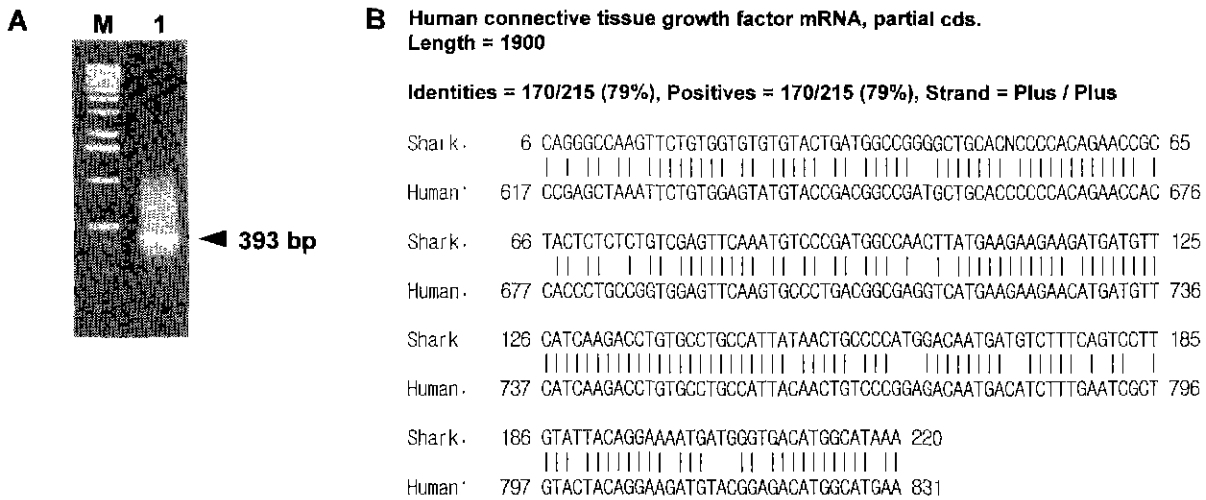 A
M 1
393 bp
B Human connective tissue growth factor mRNA, partial cds.
Length = 1900
Identities = 170/215 (79%), Positives = 170/215 (79%), Strand = Plus / Plus
Shark. 6 CAGGGCCAAGTTCTGTGGTGTGTGTACTGATGGCCGGGGCTGCACNCCCCACAGAACCGC 65
Human 617 CCGAGCTAAATTCTGTGGAGTATGTACCGACGGCCGATGCTGCACCCCCCACAGAACCAC 676
Shark. 66 TACTCTCTCTGTCGAGTTCAAATGTCCCGATGGCCAACTTATGAAGAAGAAGATGATGTT 125
Human. 677 CACCCTGCCGGTGGAGTTCAAGTGCCCTGACGGCGAGGTCATGAAGAAGAACATGATGTT 736
Shark 126 CATCAAGACCTGTGCCTGCCATTATAACTGCCCCATGGACAATGATGTCTTTCAGTCCTT 185
Human. 737 CATCAAGACCTGTGCCTGCCATTACAACTGTCCCGGAGACAATGACATCTTTGAATCGCT 796
Shark. 186 GTATTACAGGAAAATGATGGGTGACATGGCATAAA 220
Human 797 GTACTACAGGAAGATGTACGGAGACATGGCATGAA 831